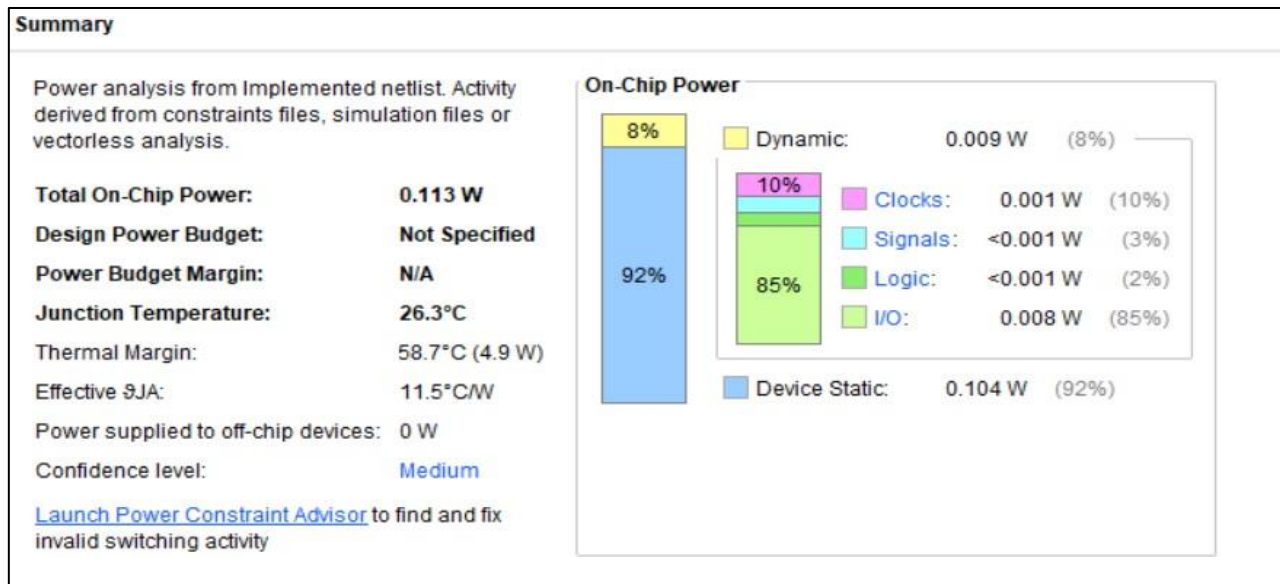 Summary
Power analysis from Implemented netlist. Activity
derived from constraints files, simulation files or
vectorless analysis.
Total On-Chip Power: 0.113 W
Design Power Budget: Not Specified
Power Budget Margin: N/A
Junction Temperature: 26.3°C
Thermal Margin: 58.7°C (4.9 W)
Effective ϑJA: 11.5°C/W
Power supplied to off-chip devices: 0 W
Confidence level: Medium
Launch Power Constraint Advisor to find and fix
invalid switching activity
On-Chip Power
8%
92%
Dynamic: 0.009 W (8%)
10%
85%
Clocks: 0.001 W (10%)
Signals: <0.001 W (3%)
Logic: <0.001 W (2%)
I/O: 0.008 W (85%)
Device Static: 0.104 W (92%)